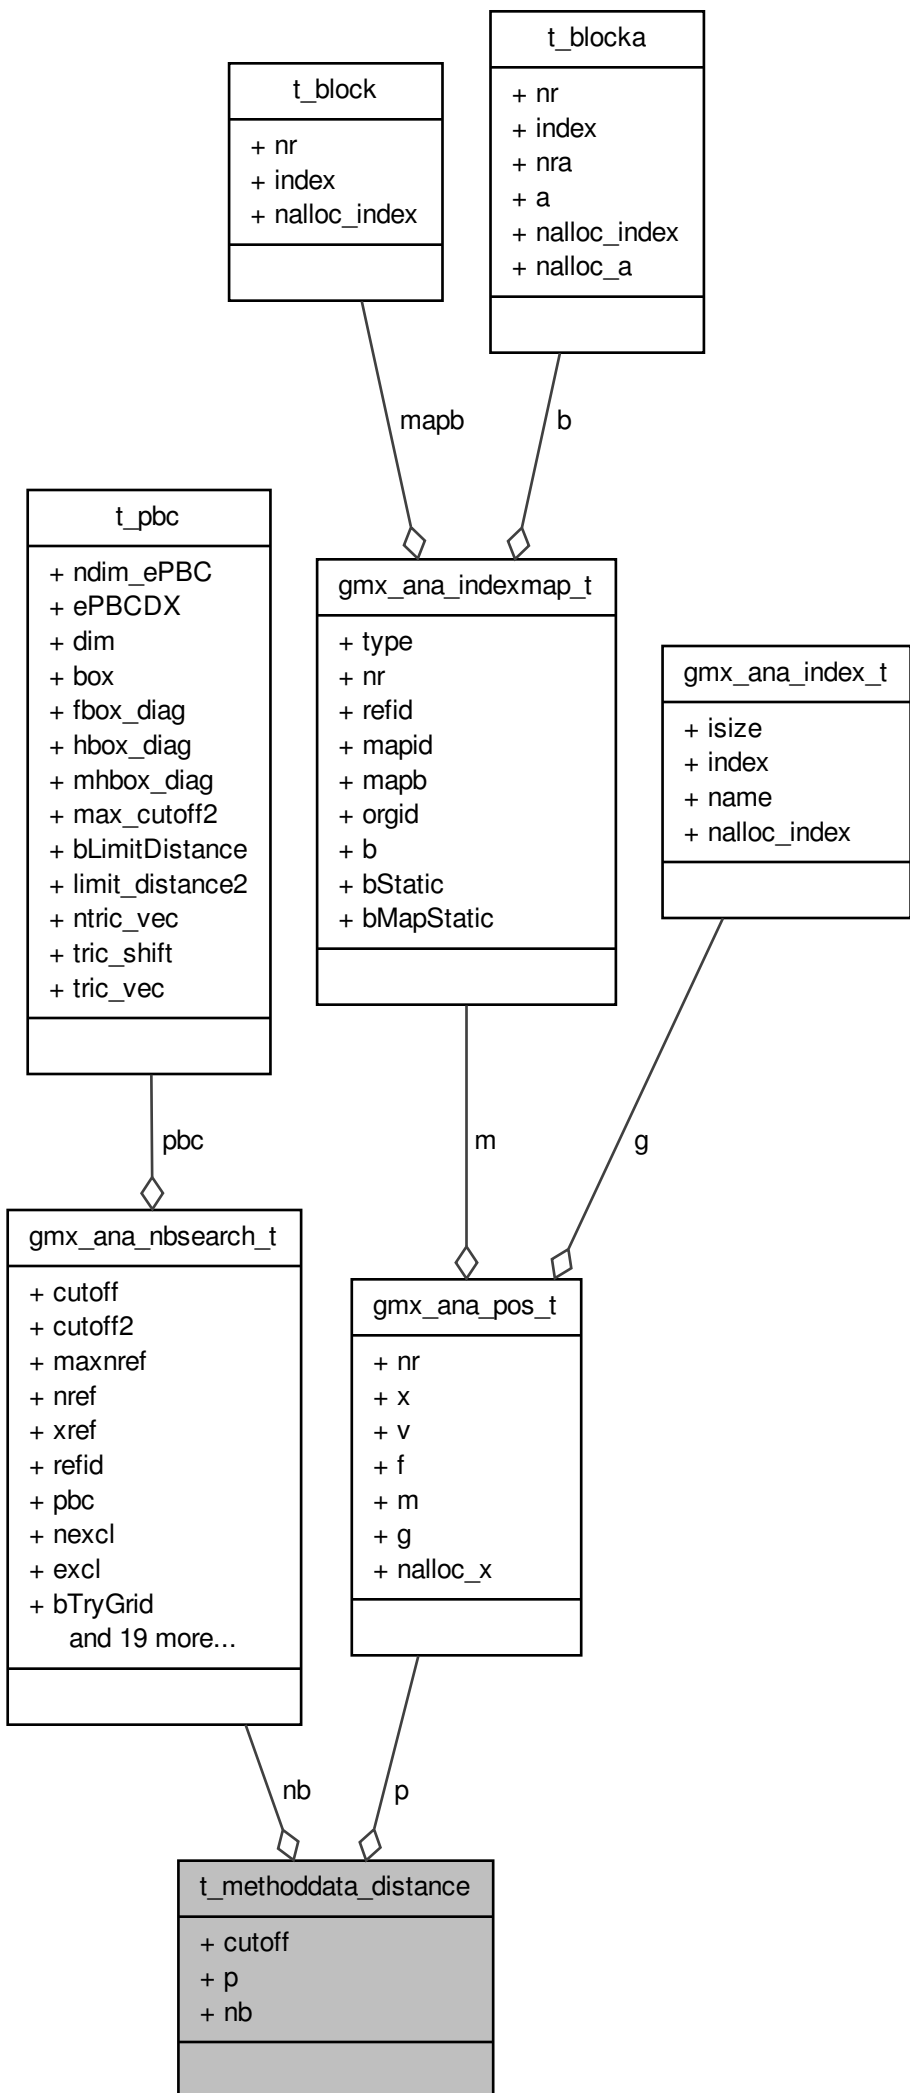 t_blocka
+ nr
+ index
+ nra
+ a
+ nalloc_index
+ nalloc_a
t_block
+ nr
+ index
+ nalloc_index
mapb
b
t_pbc
+ ndim_ePBC
+ ePBCDX
+ dim
+ box
+ fbox_diag
+ hbox_diag
+ mhbox_diag
+ max_cutoff2
+ bLimitDistance
+ limit_distance2
+ ntric_vec
+ tric_shift
+ tric_vec
gmx_ana_indexmap_t
+ type
+ nr
+ refid
+ mapid
+ mapb
+ orgid
+ b
+ bStatic
+ bMapStatic
gmx_ana_index_t
+ isize
+ index
+ name
+ nalloc_index
pbc
m
g
gmx_ana_nbsearch_t
+ cutoff
+ cutoff2
+ maxnref
+ nref
+ xref
+ refid
+ pbc
+ nexcl
+ excl
+ bTryGrid
and 19 more...
gmx_ana_pos_t
+ nr
+ x
+ v
+ f
+ m
+ g
+ nalloc_x
nb
p
t_methoddata_distance
+ cutoff
+ p
+ nb